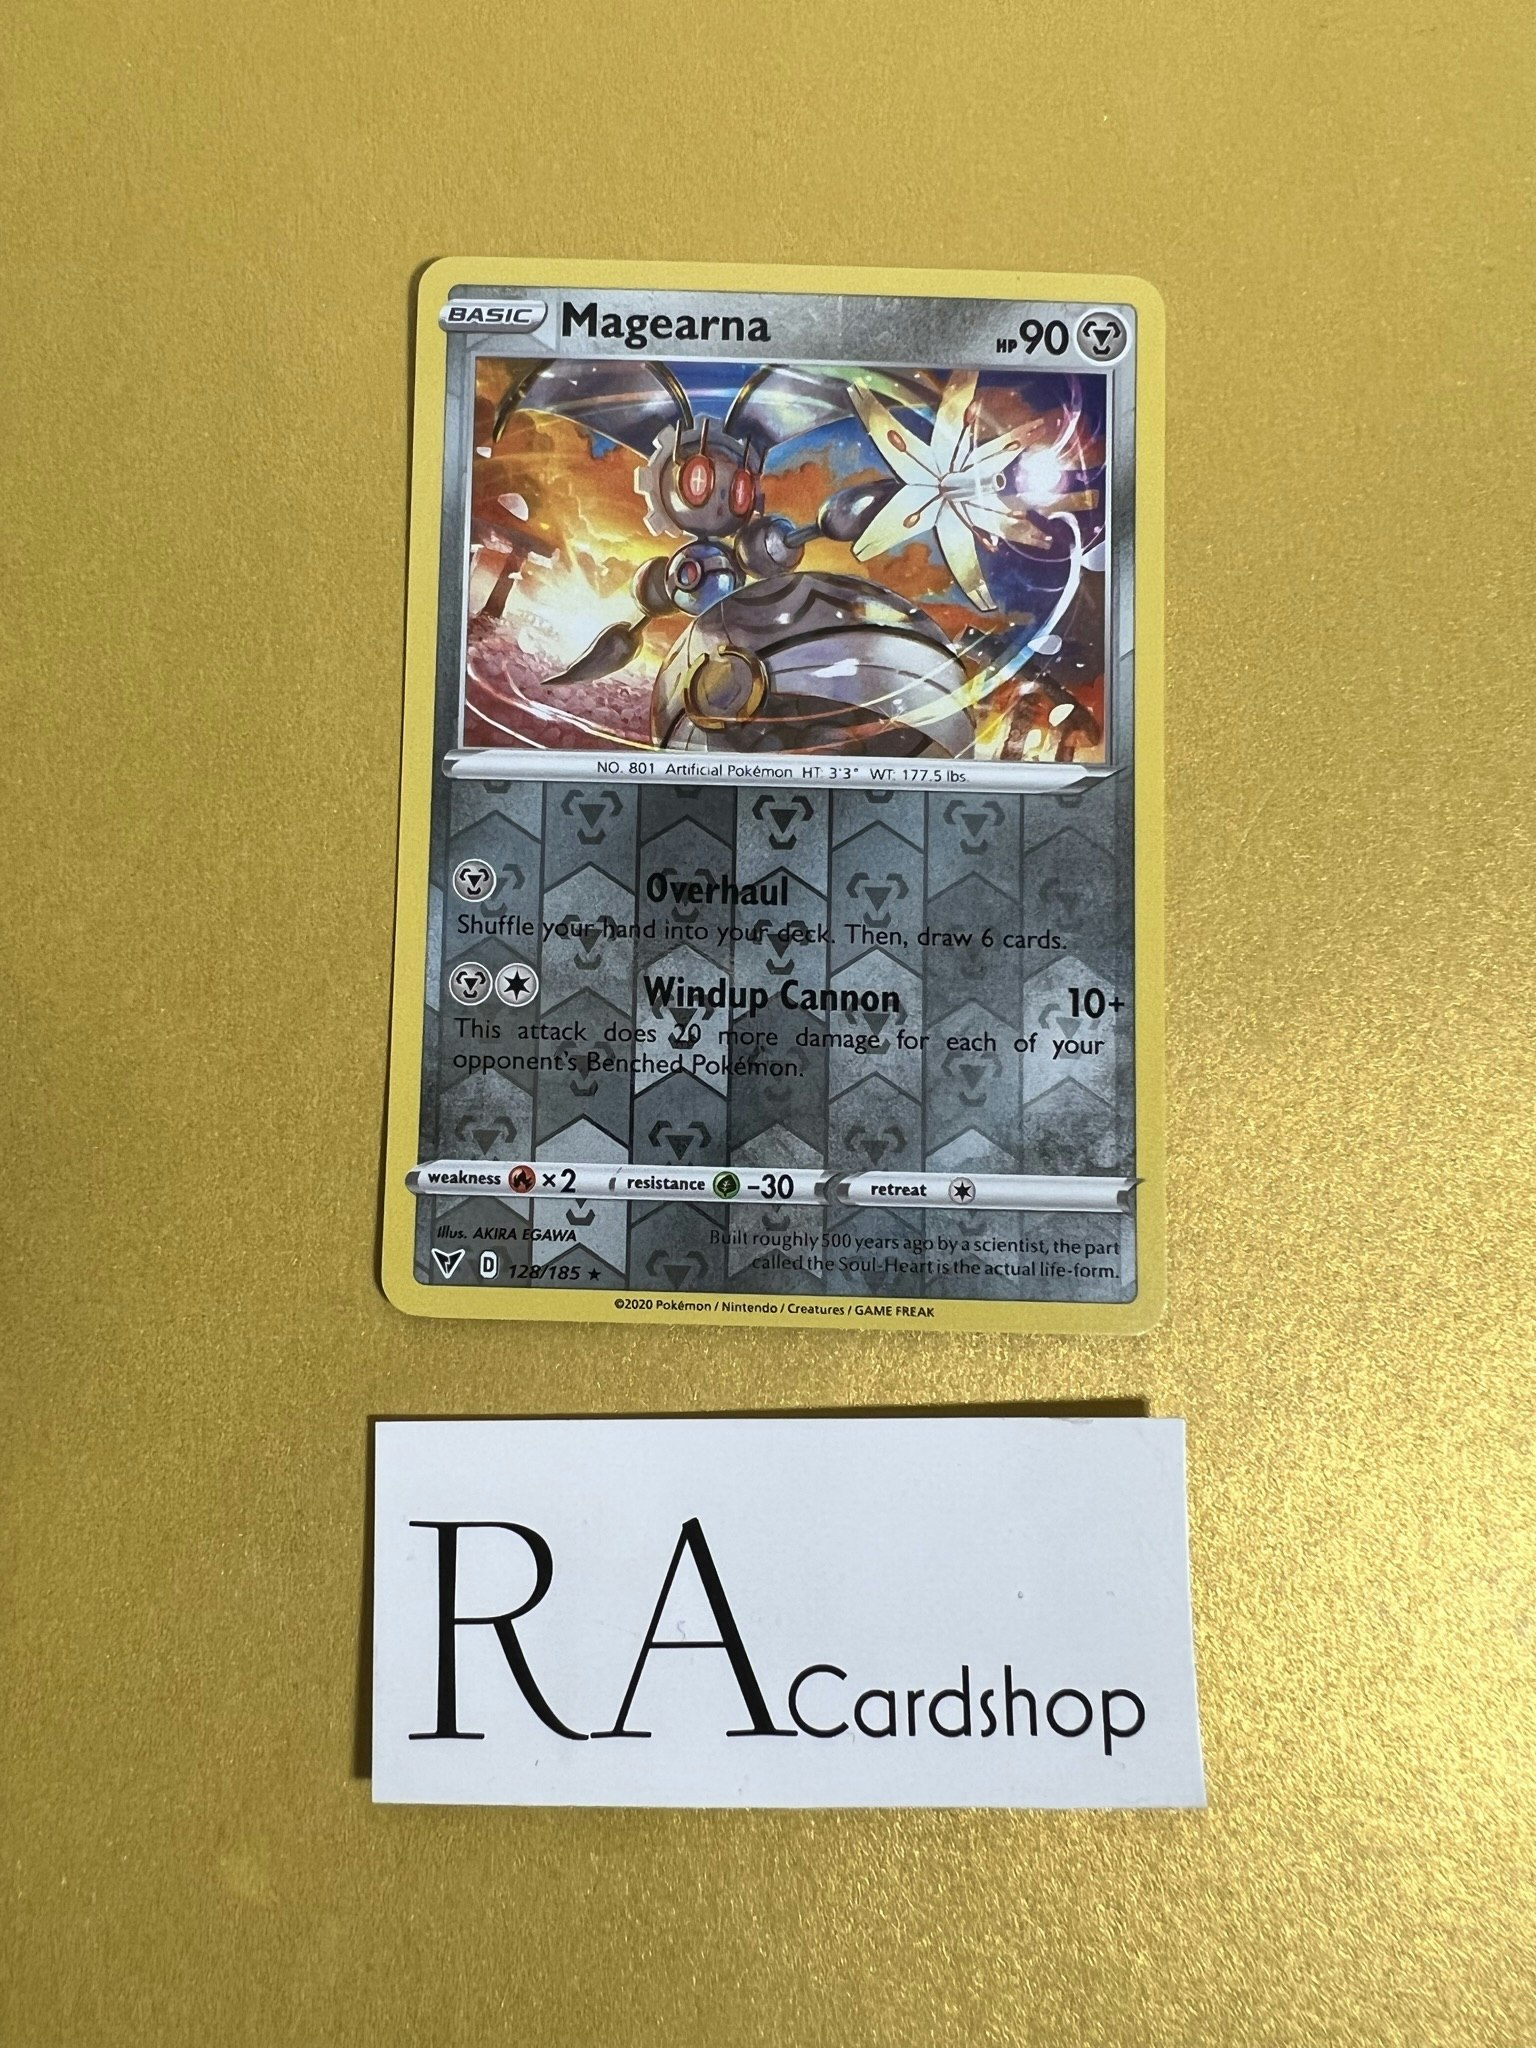 BASIC Magearna HP 90
NO. 801 Artificial Pokémon HT: 3'3" WT: 177.5 lbs.
Overhaul
Shuffle your hand into your deck. Then, draw 6 cards.
Windup Cannon 10+
This attack does 20 more damage for each of your
opponent's Benched Pokémon.
weakness ×2 resistance -30 retreat
Illus. AKIRA EGAWA
D 128/185 ★
Built roughly 500 years ago by a scientist, the part
called the Soul-Heart is the actual life-form.
©2020 Pokémon / Nintendo / Creatures / GAME FREAK
RA Cardshop